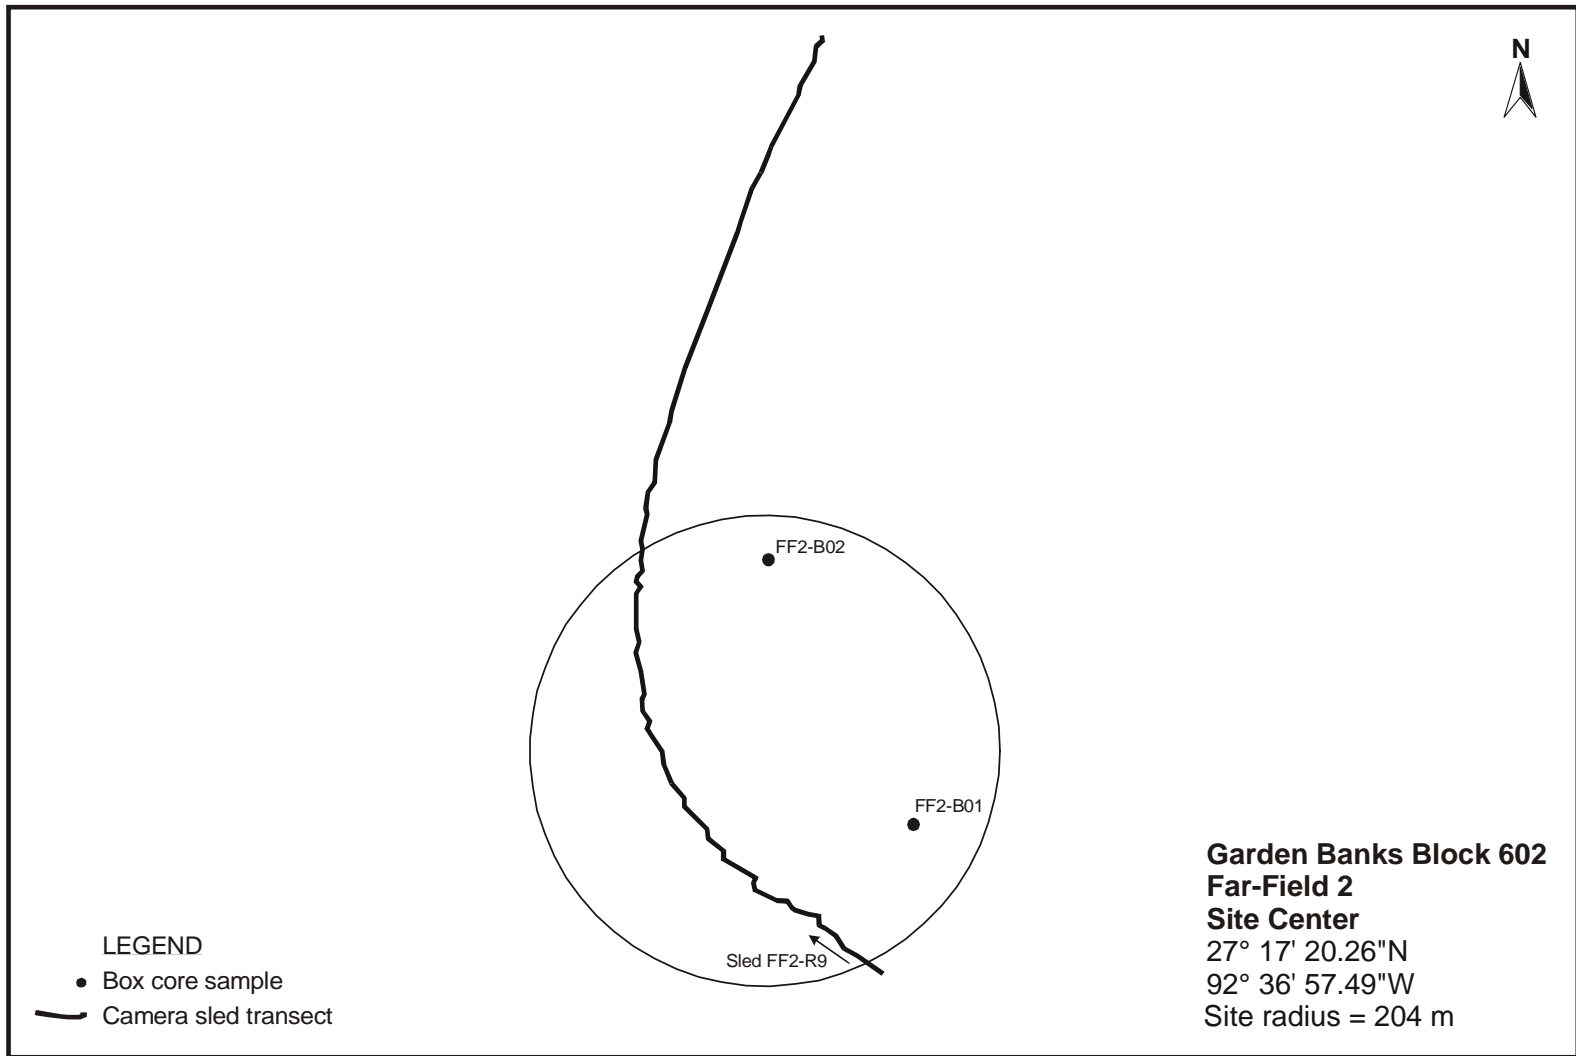 N
FF2-B02
FF2-B01
Sled FF2-R9
LEGEND
Box core sample
Camera sled transect
Garden Banks Block 602
Far-Field 2
Site Center
27° 17' 20.26"N
92° 36' 57.49"W
Site radius = 204 m